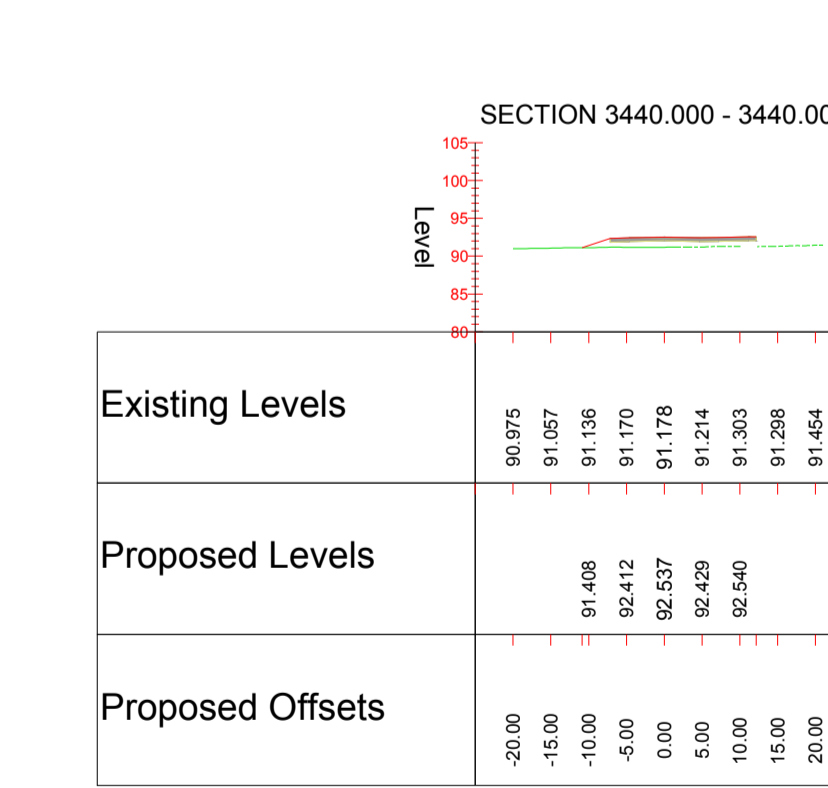 SECTION 3440.000 - 3440.00
Level
105
100
95
90
85
80
Existing Levels
90.975 91.057 91.136 91.170 91.178 91.214 91.303 91.298 91.454
Proposed Levels
91.408 92.412 92.537 92.429 92.540
Proposed Offsets
-20.00 -15.00 -10.00 -5.00 0.00 5.00 10.00 15.00 20.00